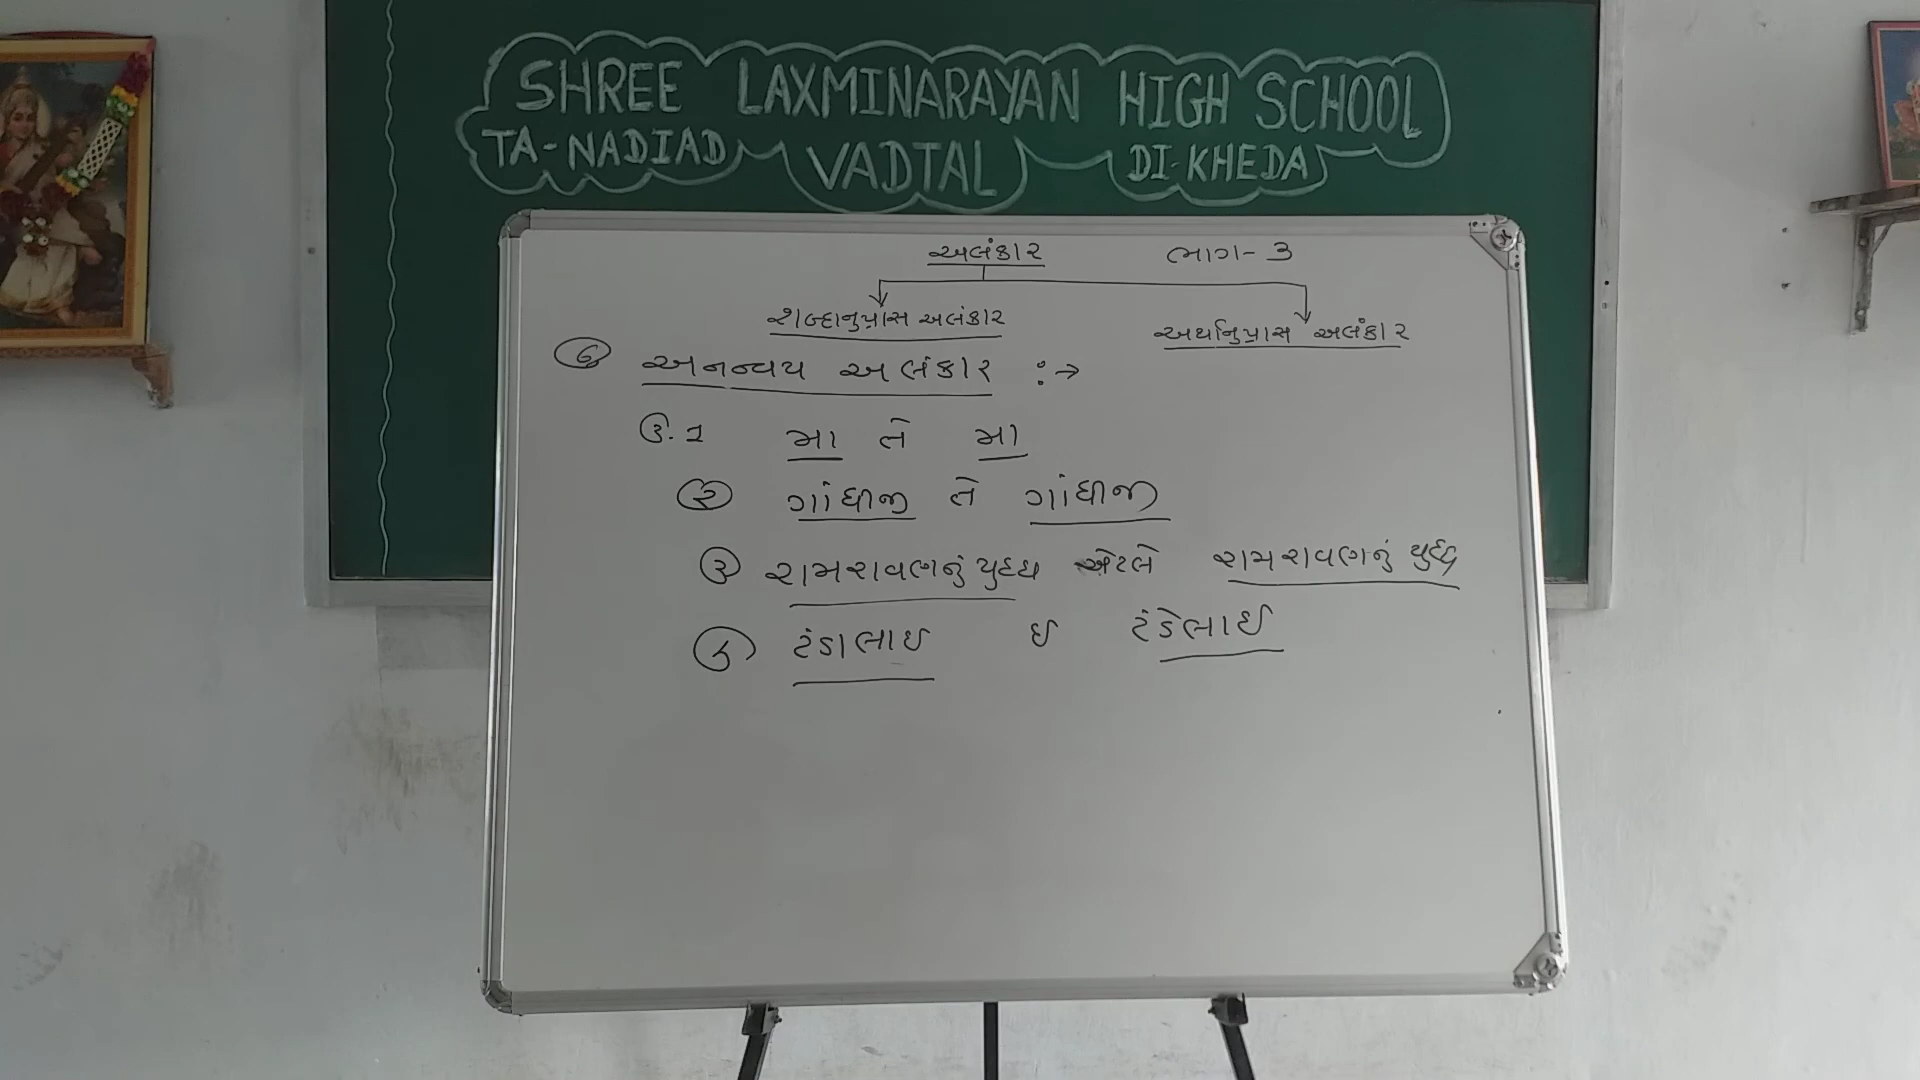 SHREE LAXMINARAYAN HIGH SCHOOL
TA-NADIAD VADTAL DI-KHEDA
અલંકાર ભાગ-૩
શબ્દાનુપ્રાસ અલંકાર અર્થાનુપ્રાસ અલંકાર
૬ અનન્વય અલંકાર :→
ઉ.૧ મા તે મા
૨ ગાંધીજી તે ગાંધીજી
૩ રામરાવણનું યુદ્ધ એટલે રામરાવણનું યુદ્ધ
૪ ટંડાભાઈ ઈ ટંડેલભાઈ